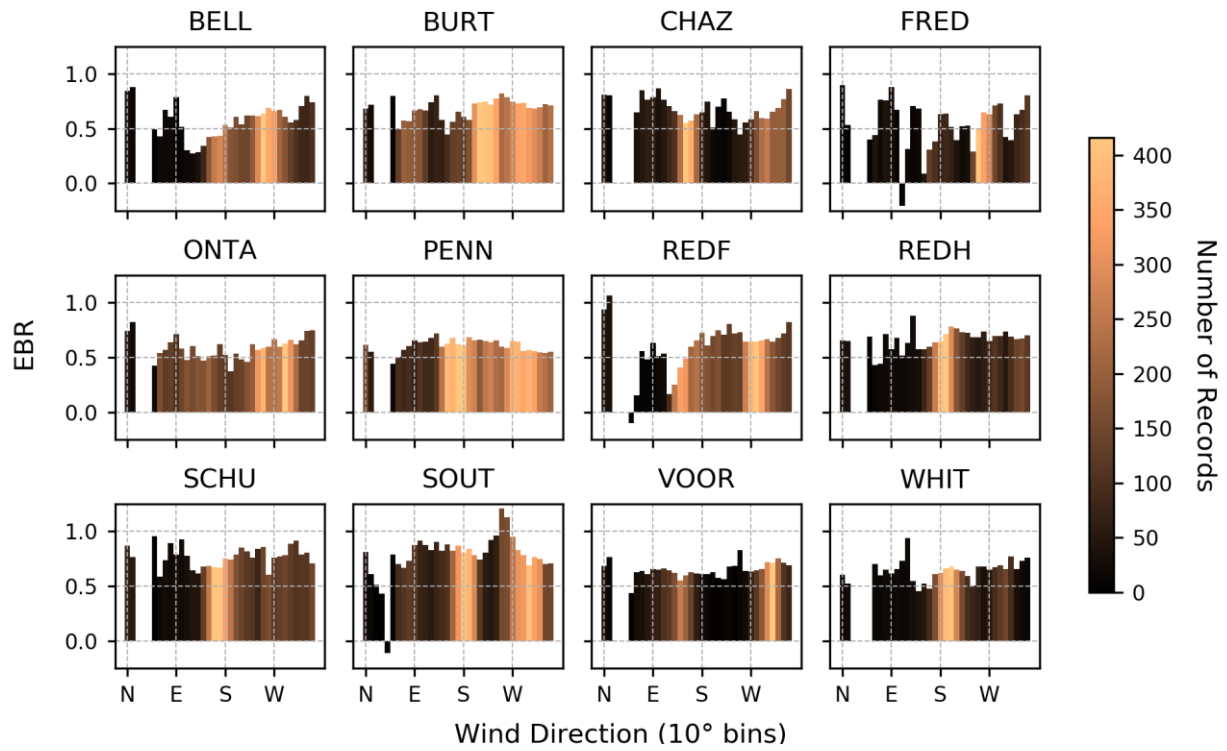 BELL BURT CHAZ FRED
1.0
0.5
0.0
ONTA PENN REDF REDH
1.0
0.5
0.0
SCHU SOUT VOOR WHIT
1.0
0.5
0.0
N E S W N E S W N E S W N E S W
EBR
Wind Direction (10° bins)
400
350
300
250
200
150
100
50
0
Number of Records